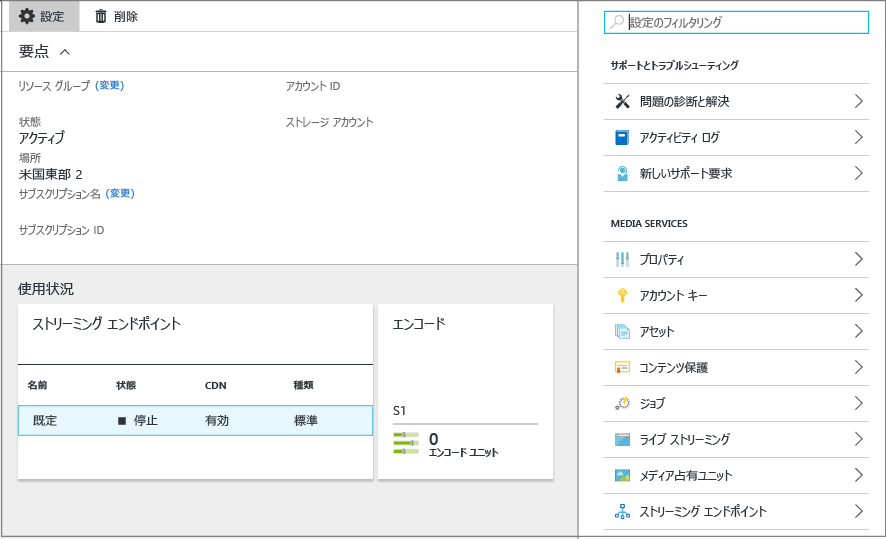 設定 削除
要点
リソース グループ (変更)
アカウント ID
状態
アクティブ
ストレージ アカウント
場所
米国東部 2
サブスクリプション名 (変更)
サブスクリプション ID
使用状況
ストリーミング エンドポイント
名前 状態 CDN 種類
既定 停止 有効 標準
エンコード
S1
0
エンコード ユニット
設定のフィルタリング
サポートとトラブルシューティング
問題の診断と解決
アクティビティ ログ
新しいサポート要求
MEDIA SERVICES
プロパティ
アカウント キー
アセット
コンテンツ保護
ジョブ
ライブ ストリーミング
メディア占有ユニット
ストリーミング エンドポイント